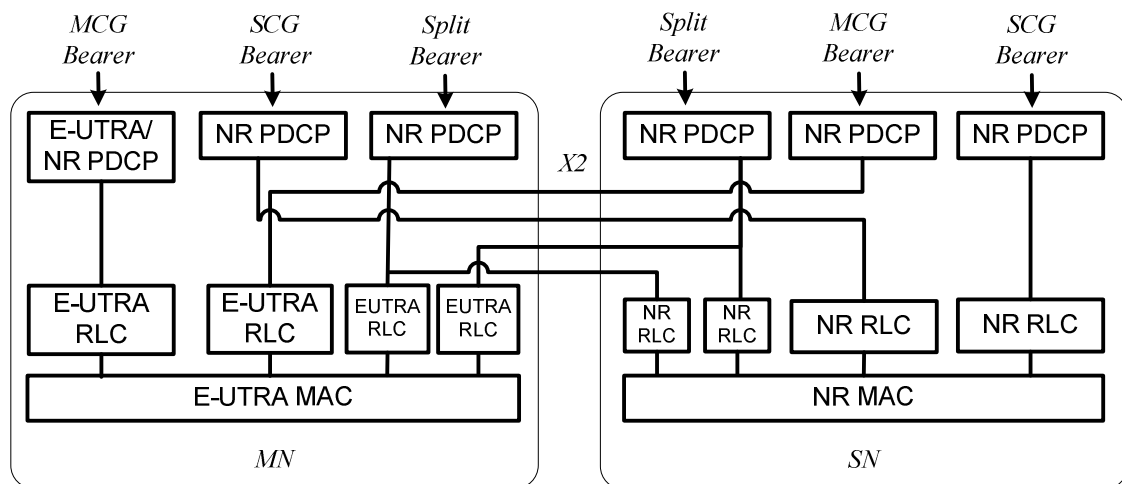 MCG Bearer
SCG Bearer
Split Bearer
Split Bearer
MCG Bearer
SCG Bearer
E-UTRA/
NR PDCP
NR PDCP
NR PDCP
NR PDCP
NR PDCP
NR PDCP
X2
E-UTRA
RLC
E-UTRA
RLC
EUTRA
RLC
EUTRA
RLC
NR
RLC
NR
RLC
NR RLC
NR RLC
E-UTRA MAC
NR MAC
MN
SN